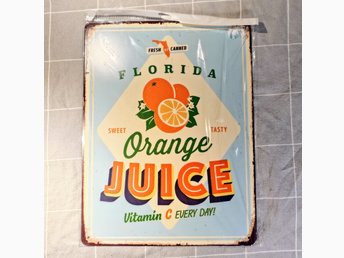 FRESH CANNED
FLORIDA
SWEET TASTY
Orange
JUICE
Vitamin C EVERY DAY!